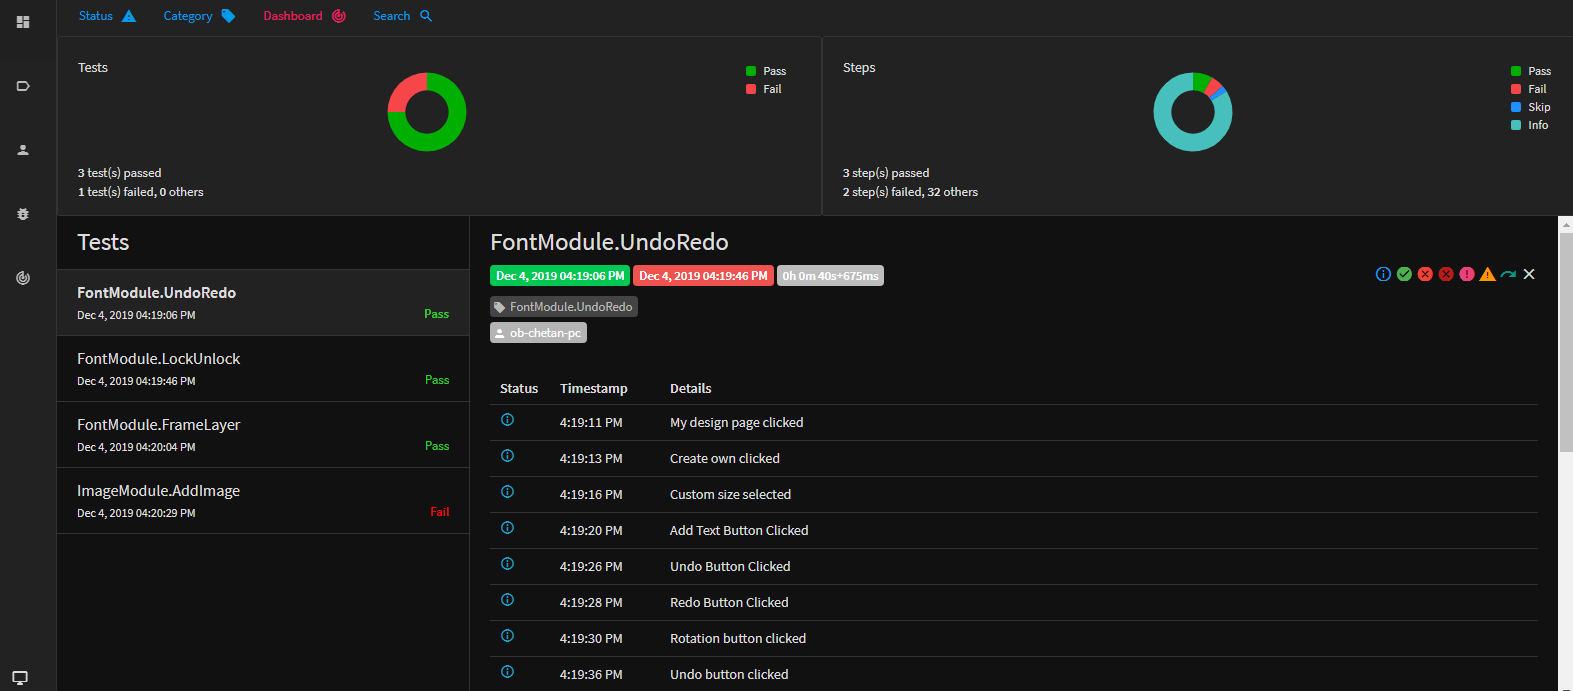 Status Category Dashboard Search
Tests
Pass
Fail
3 test(s) passed
1 test(s) failed, 0 others
Steps
Pass
Fail
Skip
Info
3 step(s) passed
2 step(s) failed, 32 others
Tests
FontModule.UndoRedo
Dec 4, 2019 04:19:06 PM Pass
FontModule.LockUnlock
Dec 4, 2019 04:19:46 PM Pass
FontModule.FrameLayer
Dec 4, 2019 04:20:04 PM Pass
ImageModule.AddImage
Dec 4, 2019 04:20:29 PM Fail
FontModule.UndoRedo
Dec 4, 2019 04:19:06 PM Dec 4, 2019 04:19:46 PM 0h 0m 40s+675ms
FontModule.UndoRedo
ob-chetan-pc
Status Timestamp Details
4:19:11 PM My design page clicked
4:19:13 PM Create own clicked
4:19:16 PM Custom size selected
4:19:20 PM Add Text Button Clicked
4:19:26 PM Undo Button Clicked
4:19:28 PM Redo Button Clicked
4:19:30 PM Rotation button clicked
4:19:36 PM Undo button clicked